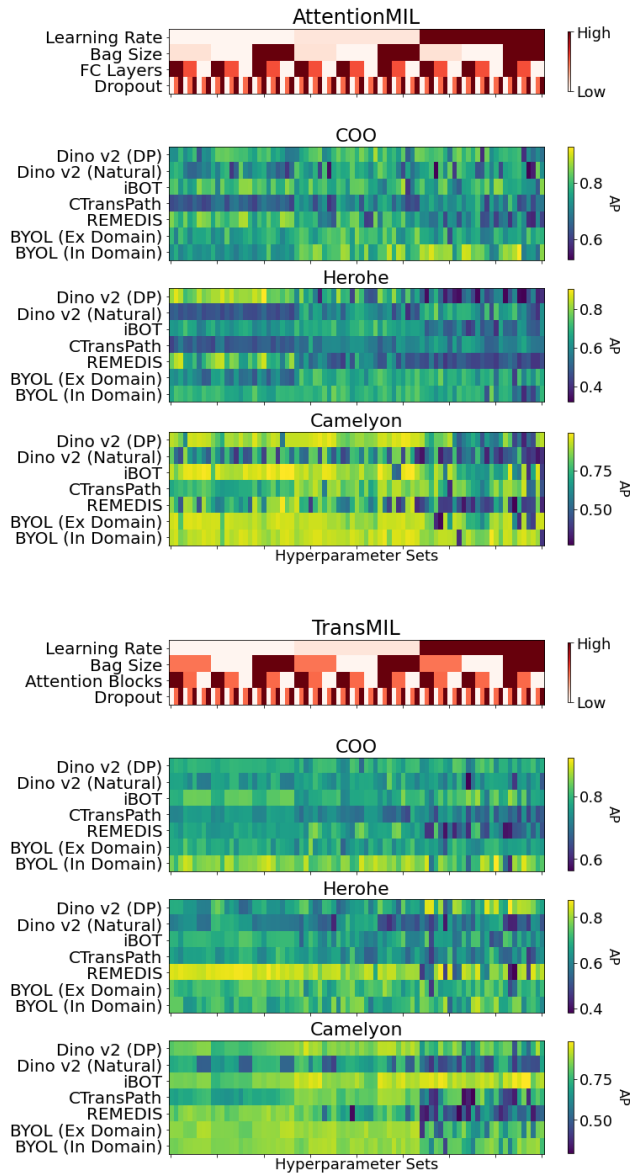 AttentionMIL
Learning Rate
Bag Size
FC Layers
Dropout
High
Low
COO
Dino v2 (DP)
Dino v2 (Natural)
iBOT
CTransPath
REMEDIS
BYOL (Ex Domain)
BYOL (In Domain)
0.8
0.6
AP
Herohe
Dino v2 (DP)
Dino v2 (Natural)
iBOT
CTransPath
REMEDIS
BYOL (Ex Domain)
BYOL (In Domain)
0.8
0.6
0.4
AP
Camelyon
Dino v2 (DP)
Dino v2 (Natural)
iBOT
CTransPath
REMEDIS
BYOL (Ex Domain)
BYOL (In Domain)
0.75
0.50
AP
Hyperparameter Sets
TransMIL
Learning Rate
Bag Size
Attention Blocks
Dropout
High
Low
COO
Dino v2 (DP)
Dino v2 (Natural)
iBOT
CTransPath
REMEDIS
BYOL (Ex Domain)
BYOL (In Domain)
0.8
0.6
AP
Herohe
Dino v2 (DP)
Dino v2 (Natural)
iBOT
CTransPath
REMEDIS
BYOL (Ex Domain)
BYOL (In Domain)
0.8
0.6
0.4
AP
Camelyon
Dino v2 (DP)
Dino v2 (Natural)
iBOT
CTransPath
REMEDIS
BYOL (Ex Domain)
BYOL (In Domain)
0.75
0.50
AP
Hyperparameter Sets